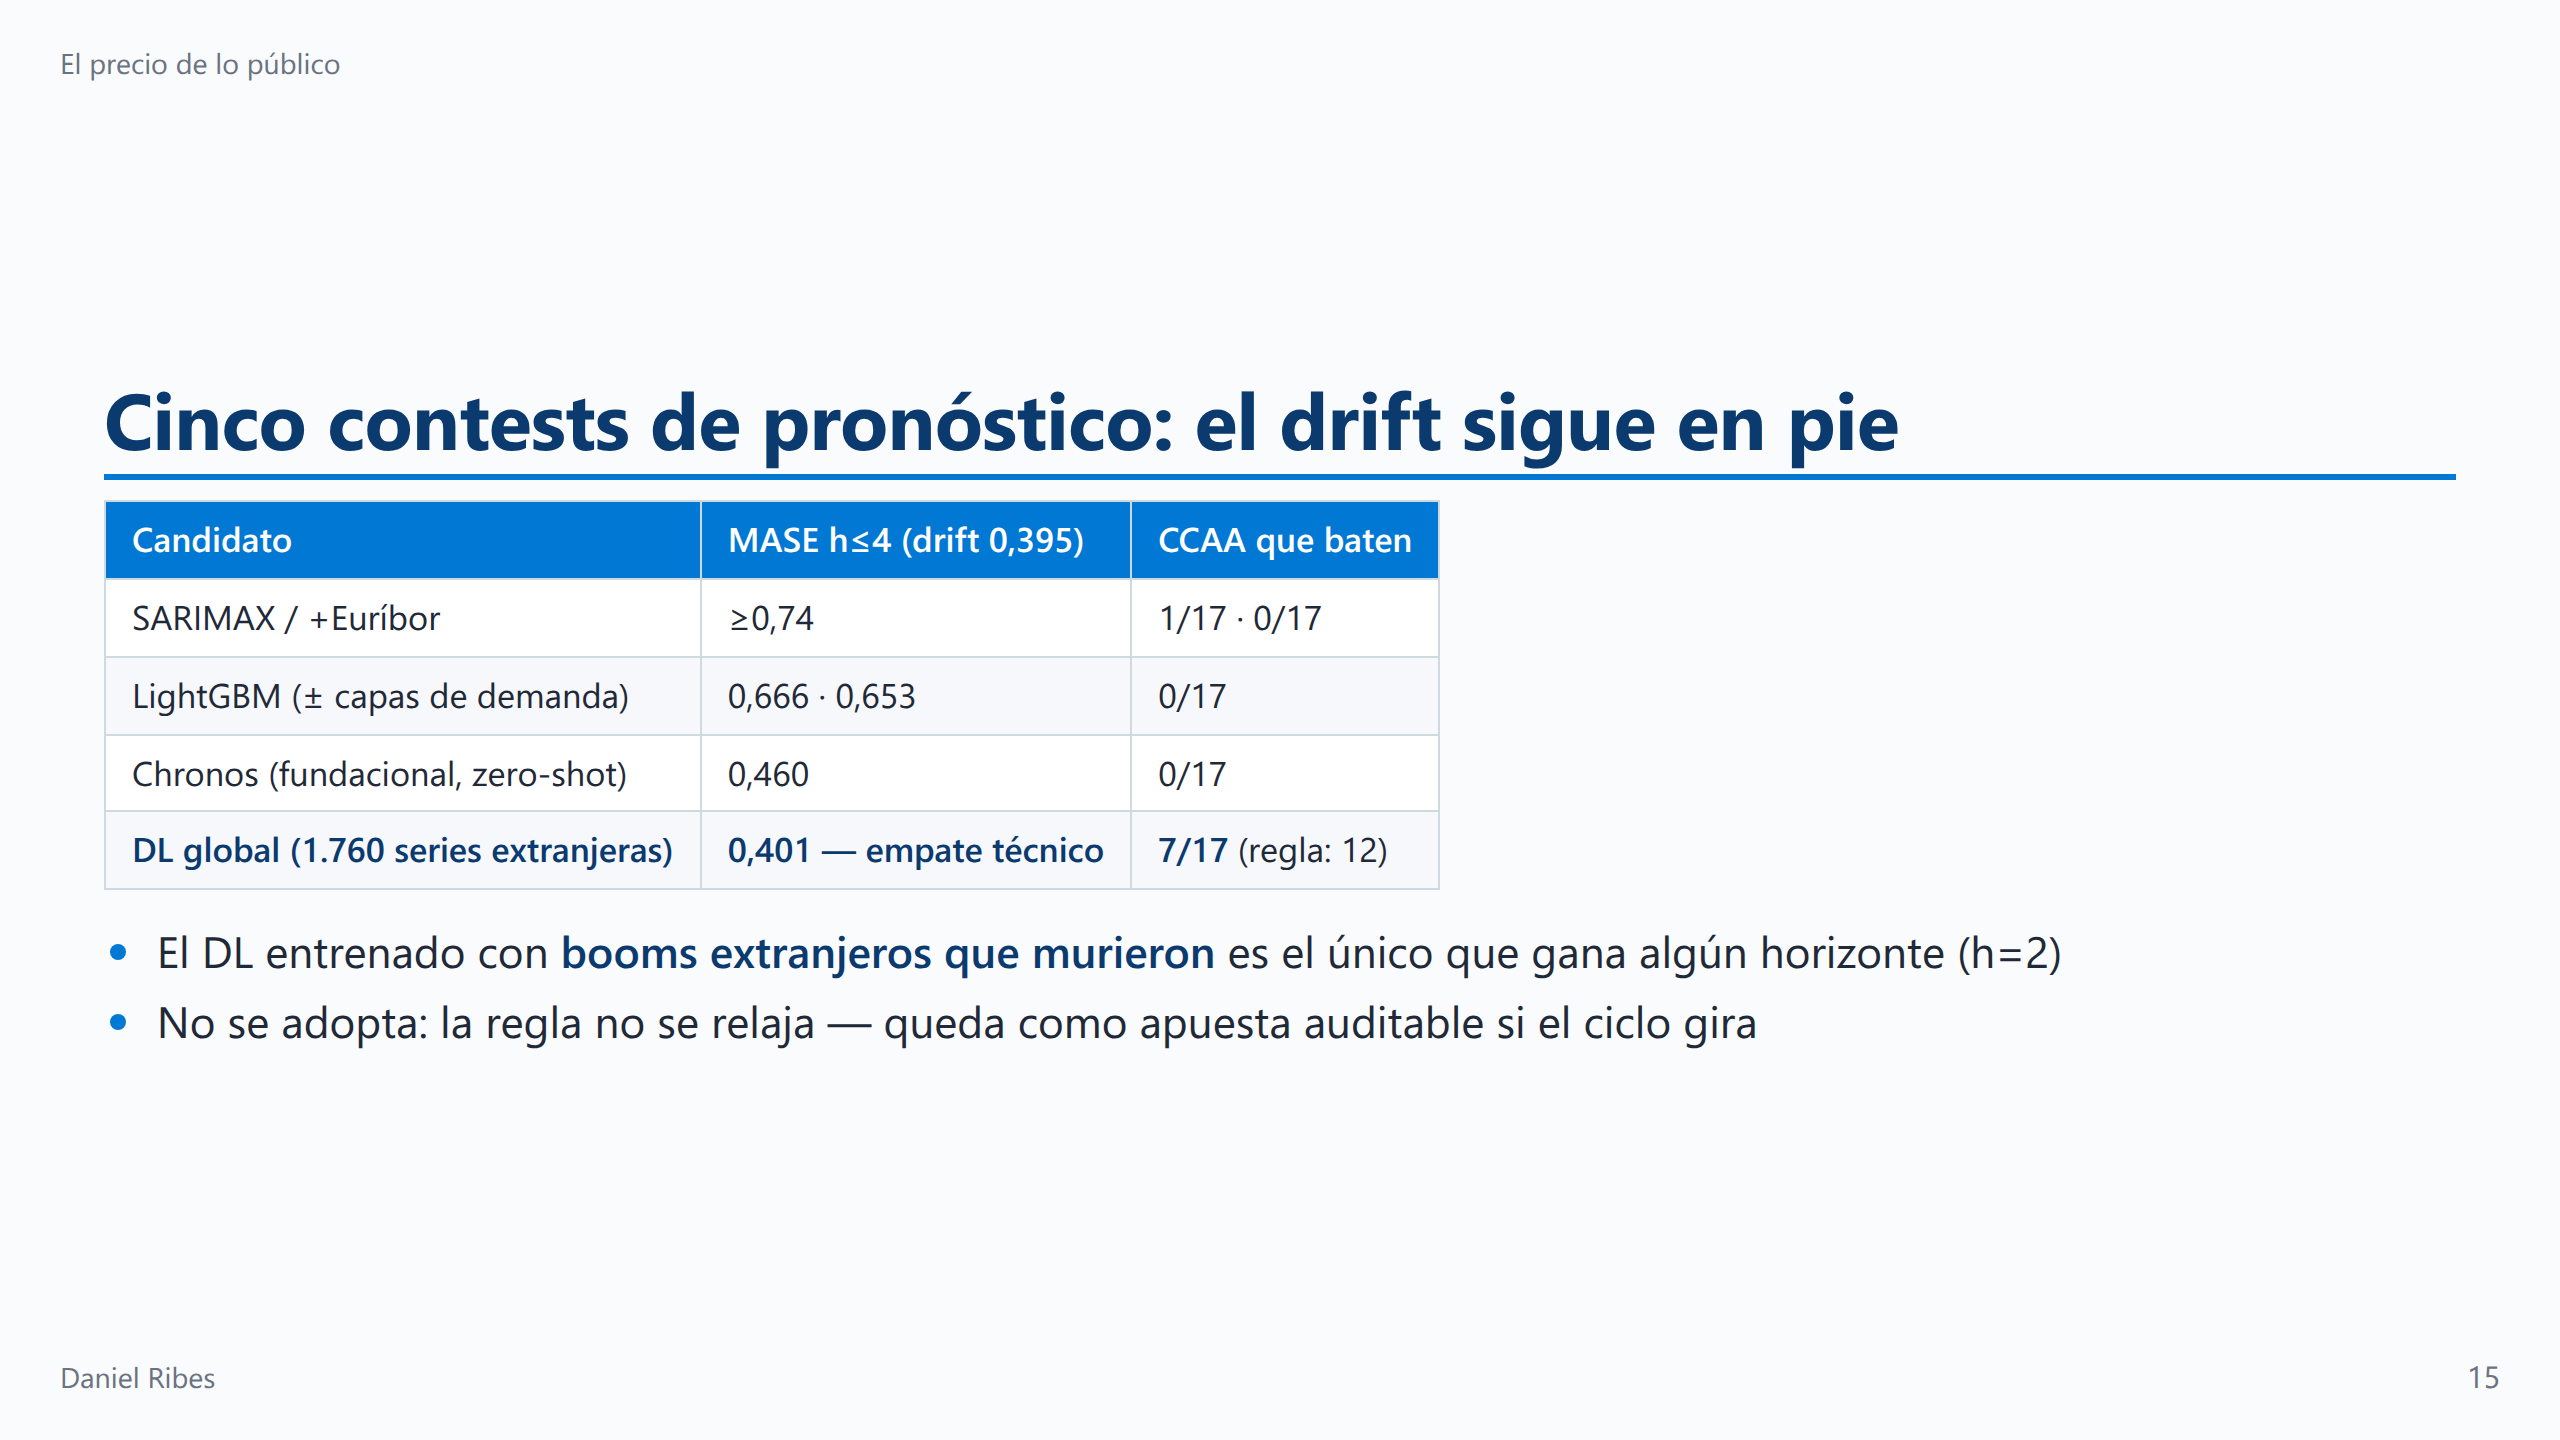 El precio de lo público
Cinco contests de pronóstico: el drift sigue en pie
Candidato MASE h≤4 (drift 0,395) CCAA que baten
SARIMAX / +Euríbor ≥0,74 1/17 · 0/17
LightGBM (± capas de demanda) 0,666 · 0,653 0/17
Chronos (fundacional, zero-shot) 0,460 0/17
DL global (1.760 series extranjeras) 0,401 — empate técnico 7/17 (regla: 12)
• El DL entrenado con booms extranjeros que murieron es el único que gana algún horizonte (h=2)
• No se adopta: la regla no se relaja — queda como apuesta auditable si el ciclo gira
Daniel Ribes
15